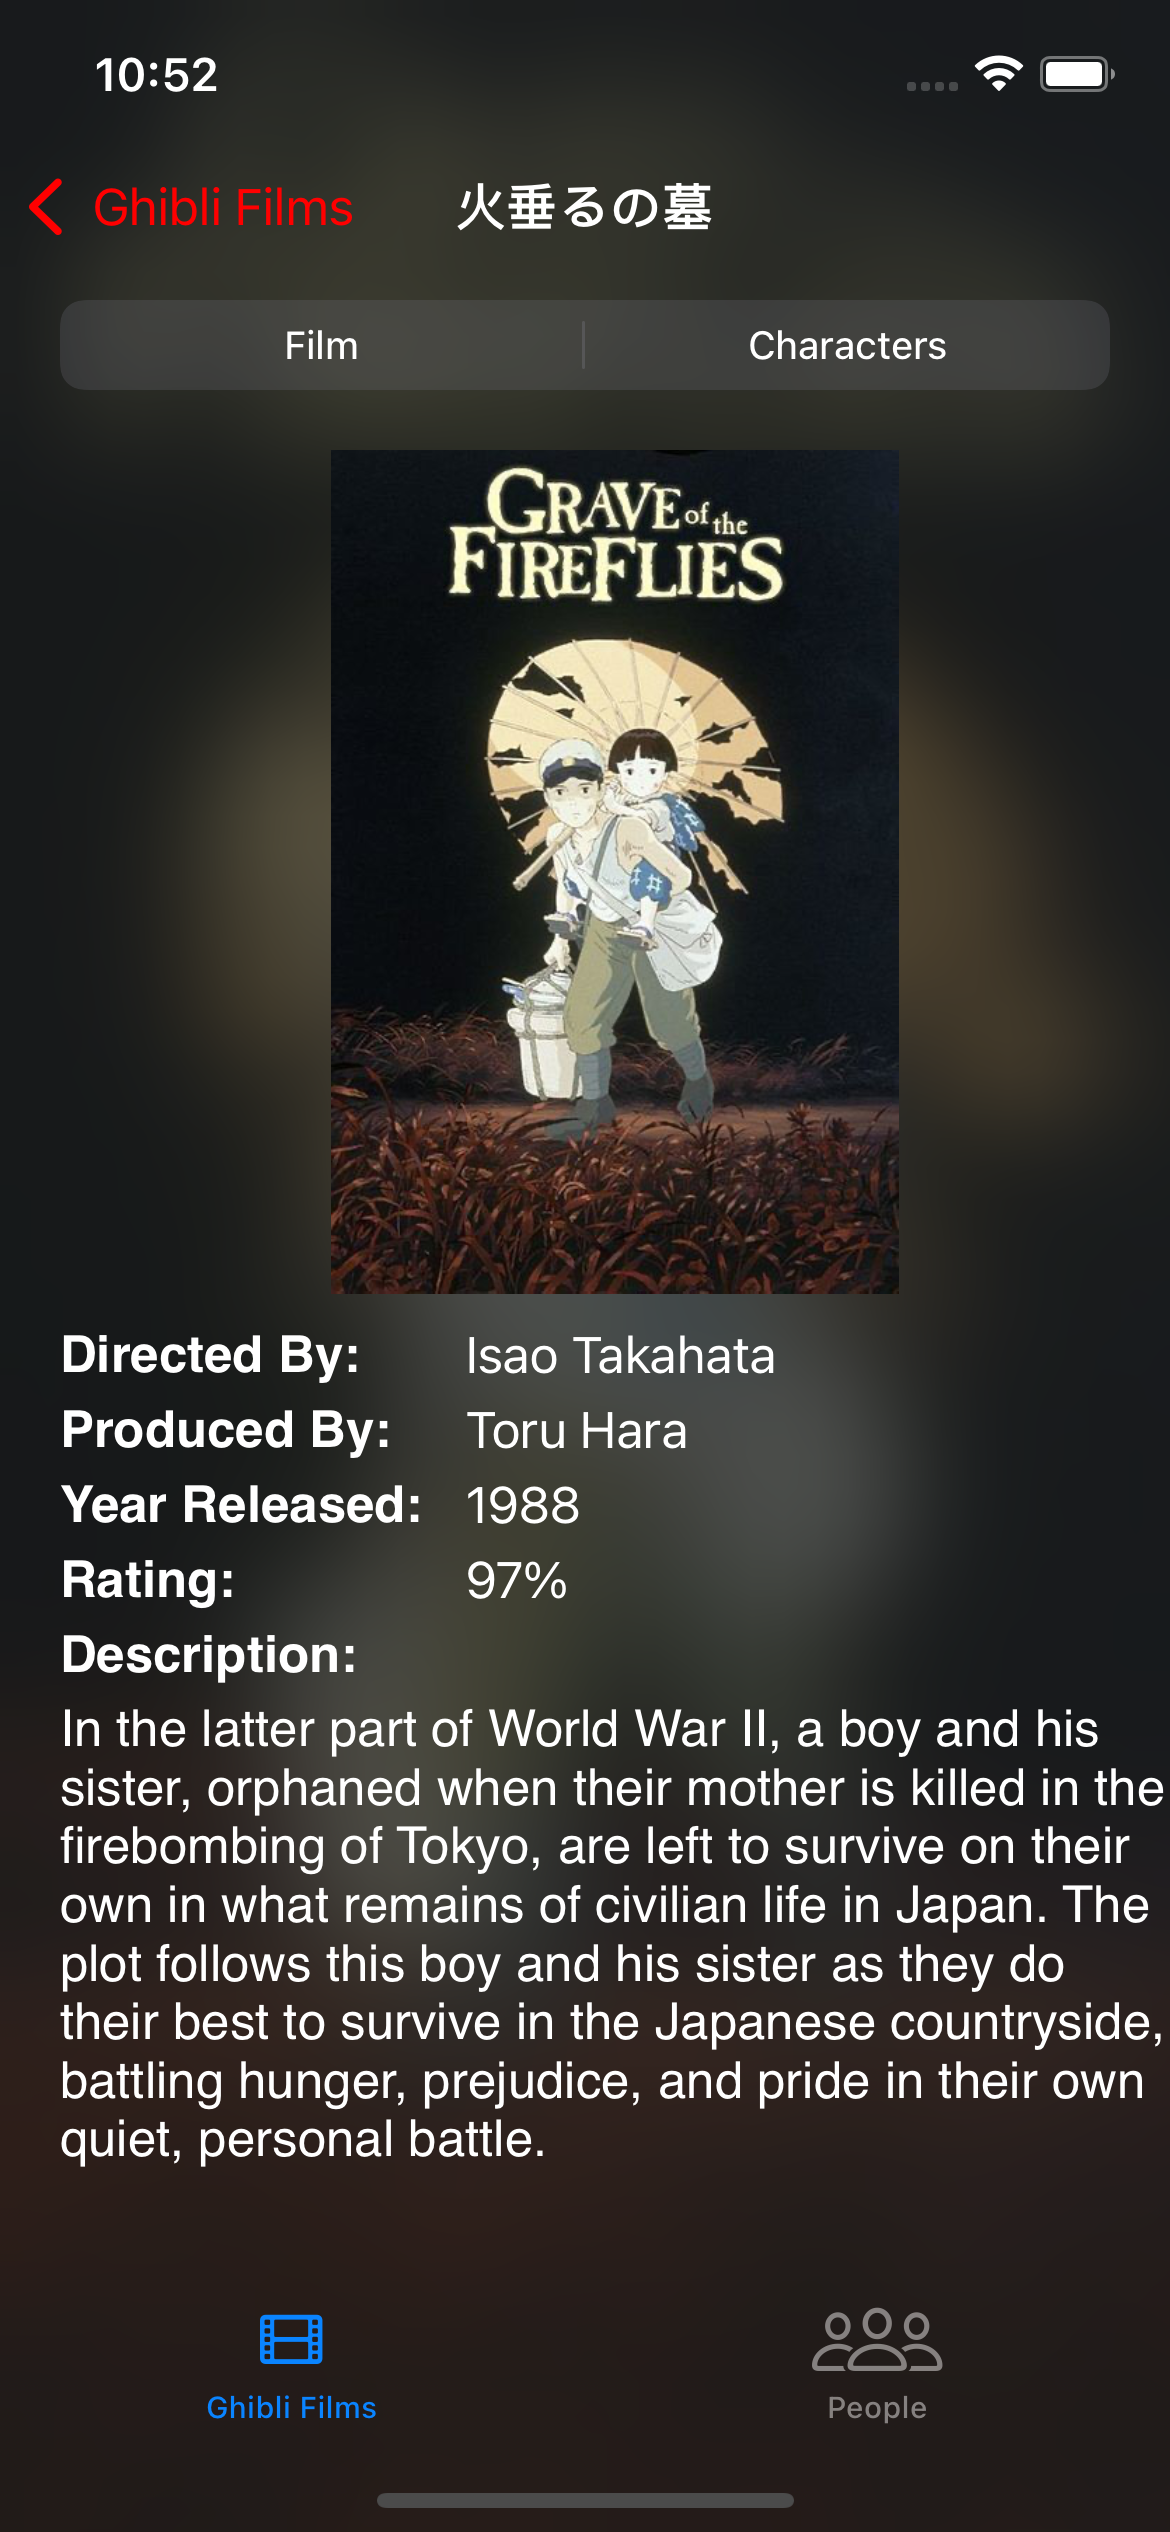 10:52
Ghibli Films
火垂るの墓
Film
Characters
GRAVE of the
FIREFLIES
Directed By: Isao Takahata
Produced By: Toru Hara
Year Released: 1988
Rating: 97%
Description:
In the latter part of World War II, a boy and his
sister, orphaned when their mother is killed in the
firebombing of Tokyo, are left to survive on their
own in what remains of civilian life in Japan. The
plot follows this boy and his sister as they do
their best to survive in the Japanese countryside,
battling hunger, prejudice, and pride in their own
quiet, personal battle.
Ghibli Films
People